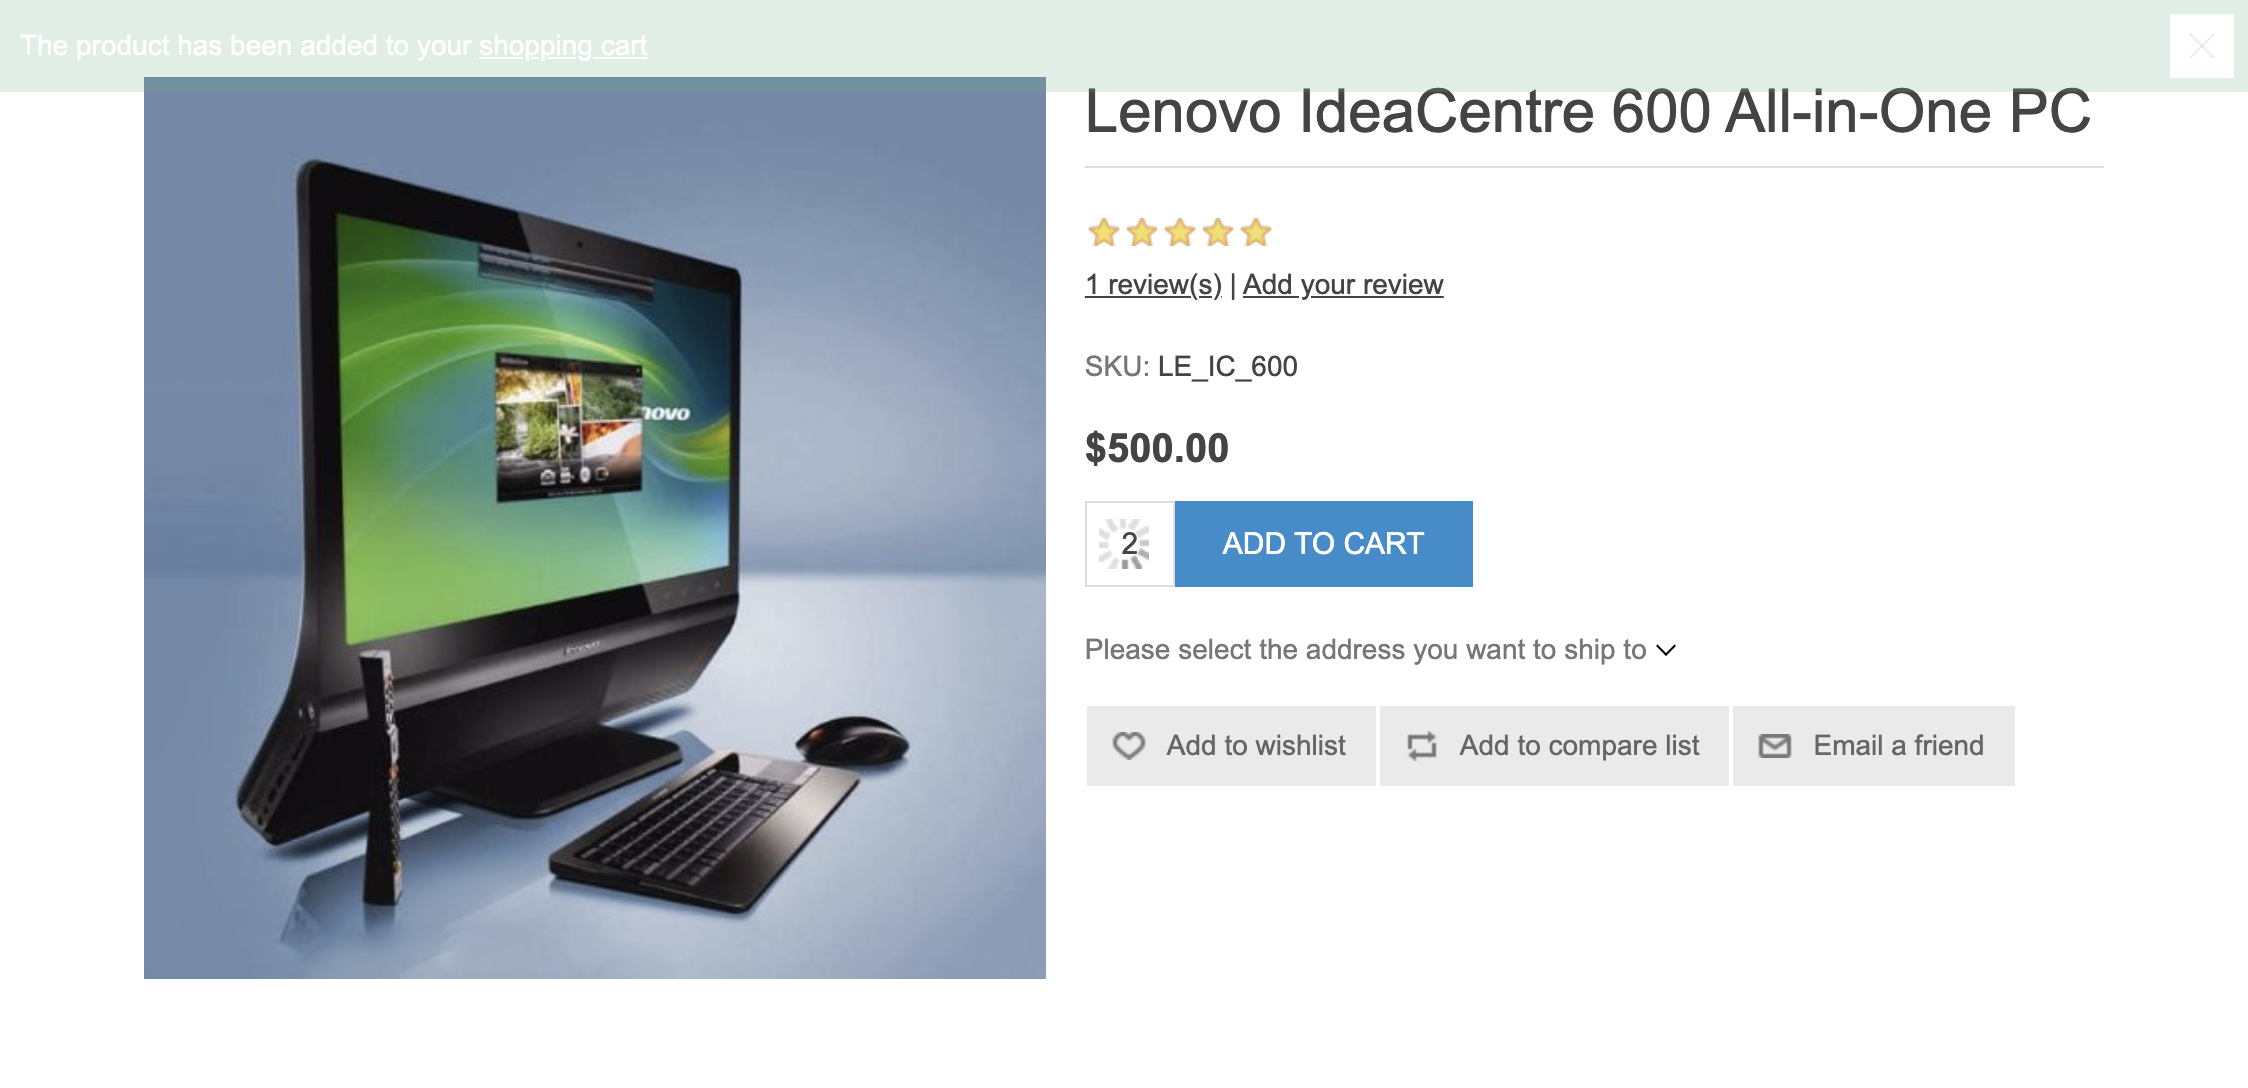 The product has been added to your shopping cart
Lenovo IdeaCentre 600 All-in-One PC
1 review(s) | Add your review
SKU: LE_IC_600
$500.00
2 ADD TO CART
Please select the address you want to ship to
Add to wishlist Add to compare list Email a friend
novo
lenovo